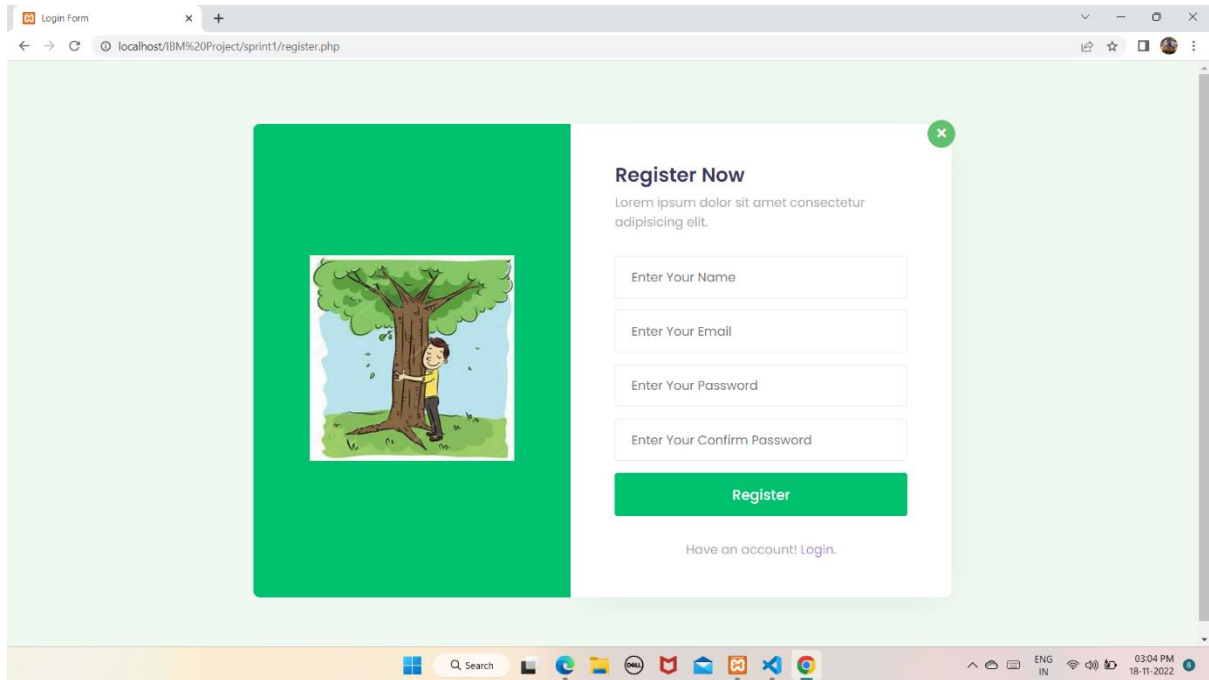 Login Form
localhost/IBM%20Project/sprint1/register.php
Register Now
Lorem ipsum dolor sit amet consectetur
adipisicing elit.
Enter Your Name
Enter Your Email
Enter Your Password
Enter Your Confirm Password
Register
Have an account! Login.
Search
DELL
ENG
IN
03:04 PM
18-11-2022